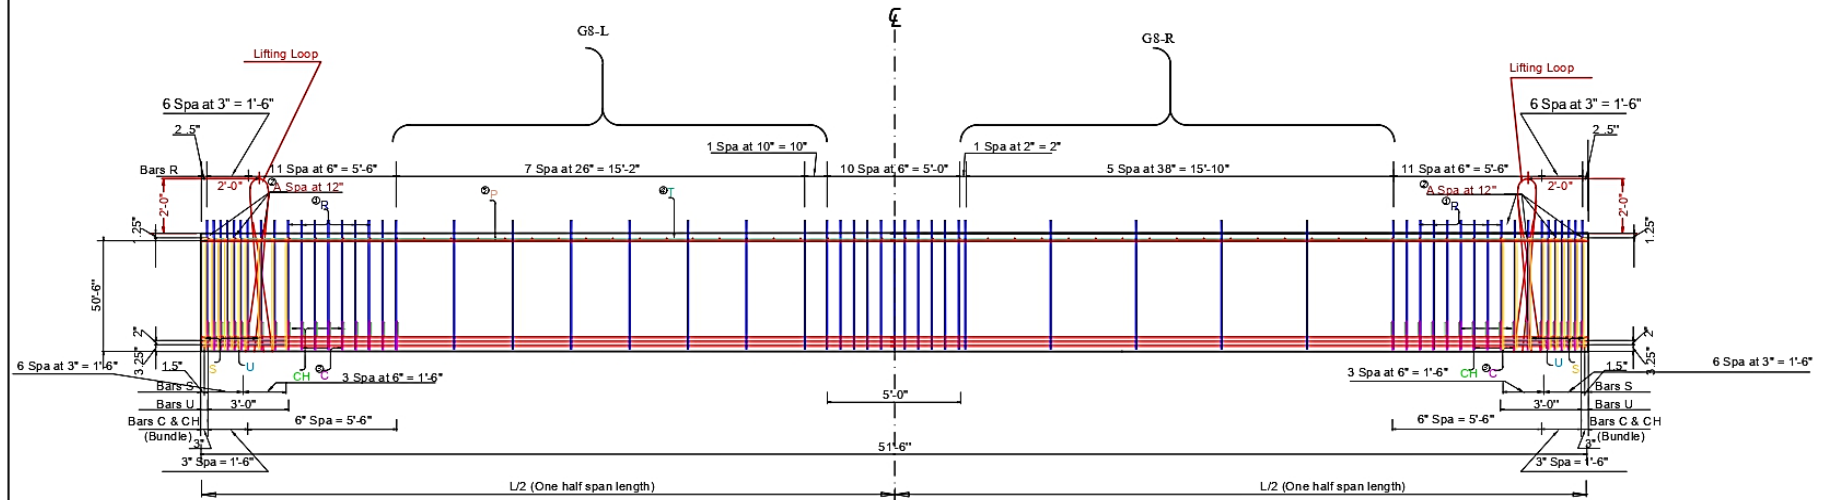 ℄
G8-L
G8-R
Lifting Loop
Lifting Loop
6 Spa at 3" = 1'-6"
6 Spa at 3" = 1'-6"
2 .5"
2 .5"
1 Spa at 10" = 10"
1 Spa at 2" = 2"
Bars R
11 Spa at 6" = 5'-6"
7 Spa at 26" = 15'-2"
10 Spa at 6" = 5'-0"
5 Spa at 38" = 15'-10"
11 Spa at 6" = 5'-6"
2'-0"
2 A Spa at 12"
3 P
4 T
2 A Spa at 12"
2'-0"
1 R
1 R
2'-0"
2'-0"
1.25"
1.25"
50'-6"
2"
2"
3.25"
3.25"
6 Spa at 3" = 1'-6"
1.5"
S
U
CH
C
3 Spa at 6" = 1'-6"
3 Spa at 6" = 1'-6"
CH
C
U
S
1.5"
6 Spa at 3" = 1'-6"
Bars S
Bars S
Bars U
3'-0"
5'-0"
3'-0"
Bars U
Bars C & CH
(Bundle)
6" Spa = 5'-6"
6" Spa = 5'-6"
Bars C & CH
(Bundle)
3"
51'-6"
3"
3" Spa = 1'-6"
3" Spa = 1'-6"
L/2 (One half span length)
L/2 (One half span length)